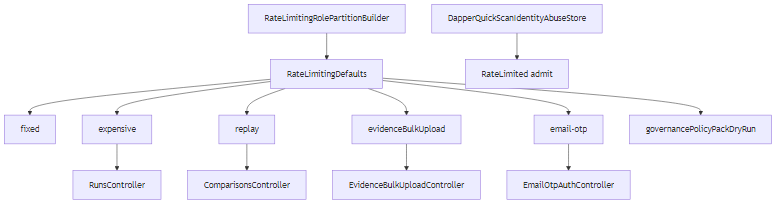 RateLimitingRolePartitionBuilder
DapperQuickScanIdentityAbuseStore
RateLimitingDefaults
RateLimited admit
fixed
expensive
replay
evidenceBulkUpload
email-otp
governancePolicyPackDryRun
RunsController
ComparisonsController
EvidenceBulkUploadController
EmailOtpAuthController